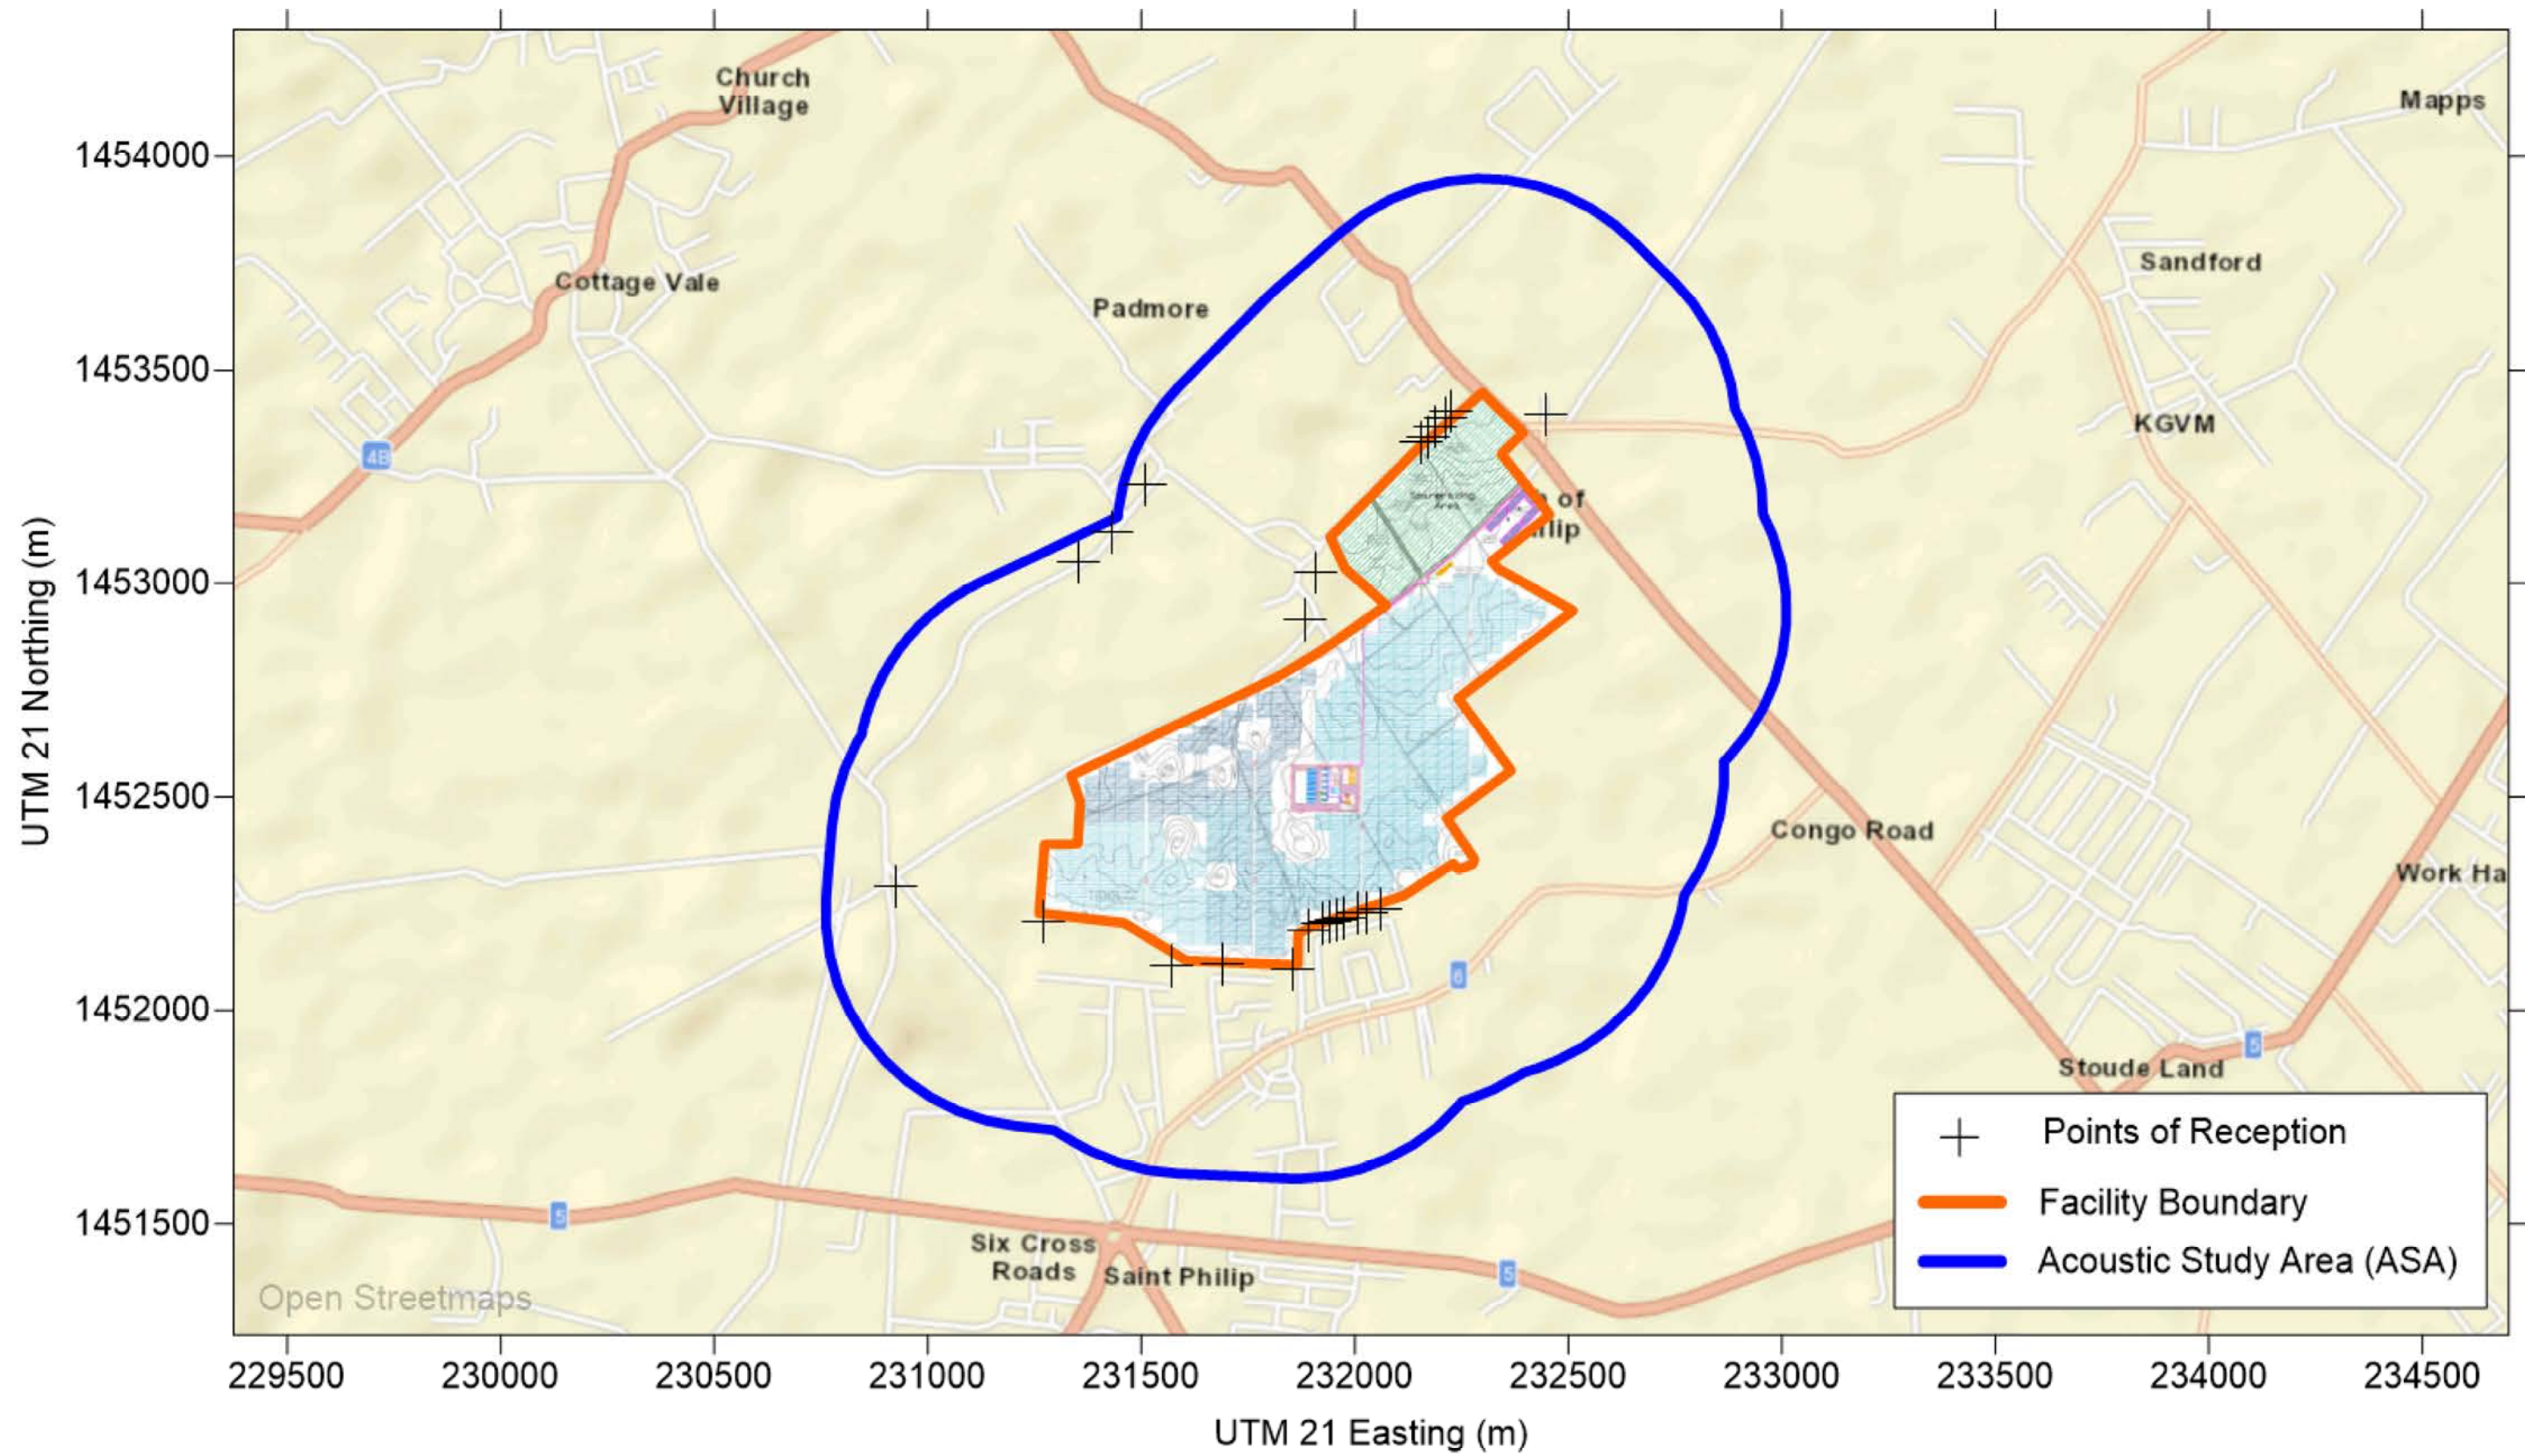 Church
Village
Mapps
1454000
Sandford
Cottage Vale
Padmore
1453500
KGVM
4B
of
1453000
UTM 21 Northing (m)
1452500
Congo Road
Work Ha
6
1452000
5
Stoude Land
Points of Reception
Facility Boundary
Acoustic Study Area (ASA)
5
1451500
Six Cross
Roads
Saint Philip
5
Open Streetmaps
229500 230000 230500 231000 231500 232000 232500 233000 233500 234000 234500
UTM 21 Easting (m)